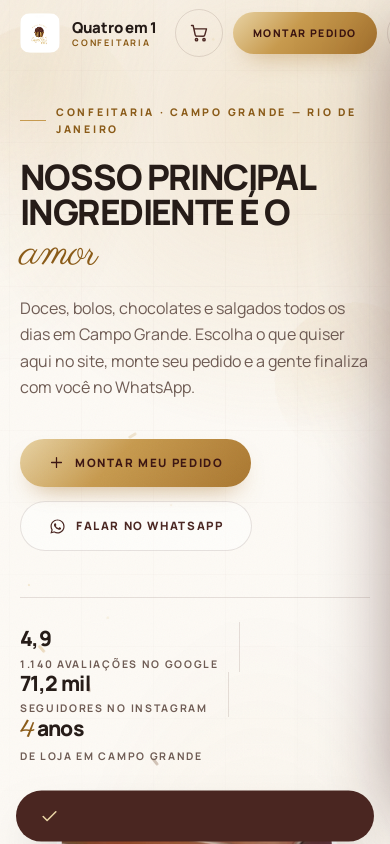 Quatro em 1
CONFEITARIA
MONTAR PEDIDO
CONFEITARIA · CAMPO GRANDE — RIO DE
JANEIRO
NOSSO PRINCIPAL
INGREDIENTE É O
amor
Doces, bolos, chocolates e salgados todos os
dias em Campo Grande. Escolha o que quiser
aqui no site, monte seu pedido e a gente finaliza
com você no WhatsApp.
MONTAR MEU PEDIDO
FALAR NO WHATSAPP
4,9
1.140 AVALIAÇÕES NO GOOGLE
71,2 mil
SEGUIDORES NO INSTAGRAM
4 anos
DE LOJA EM CAMPO GRANDE